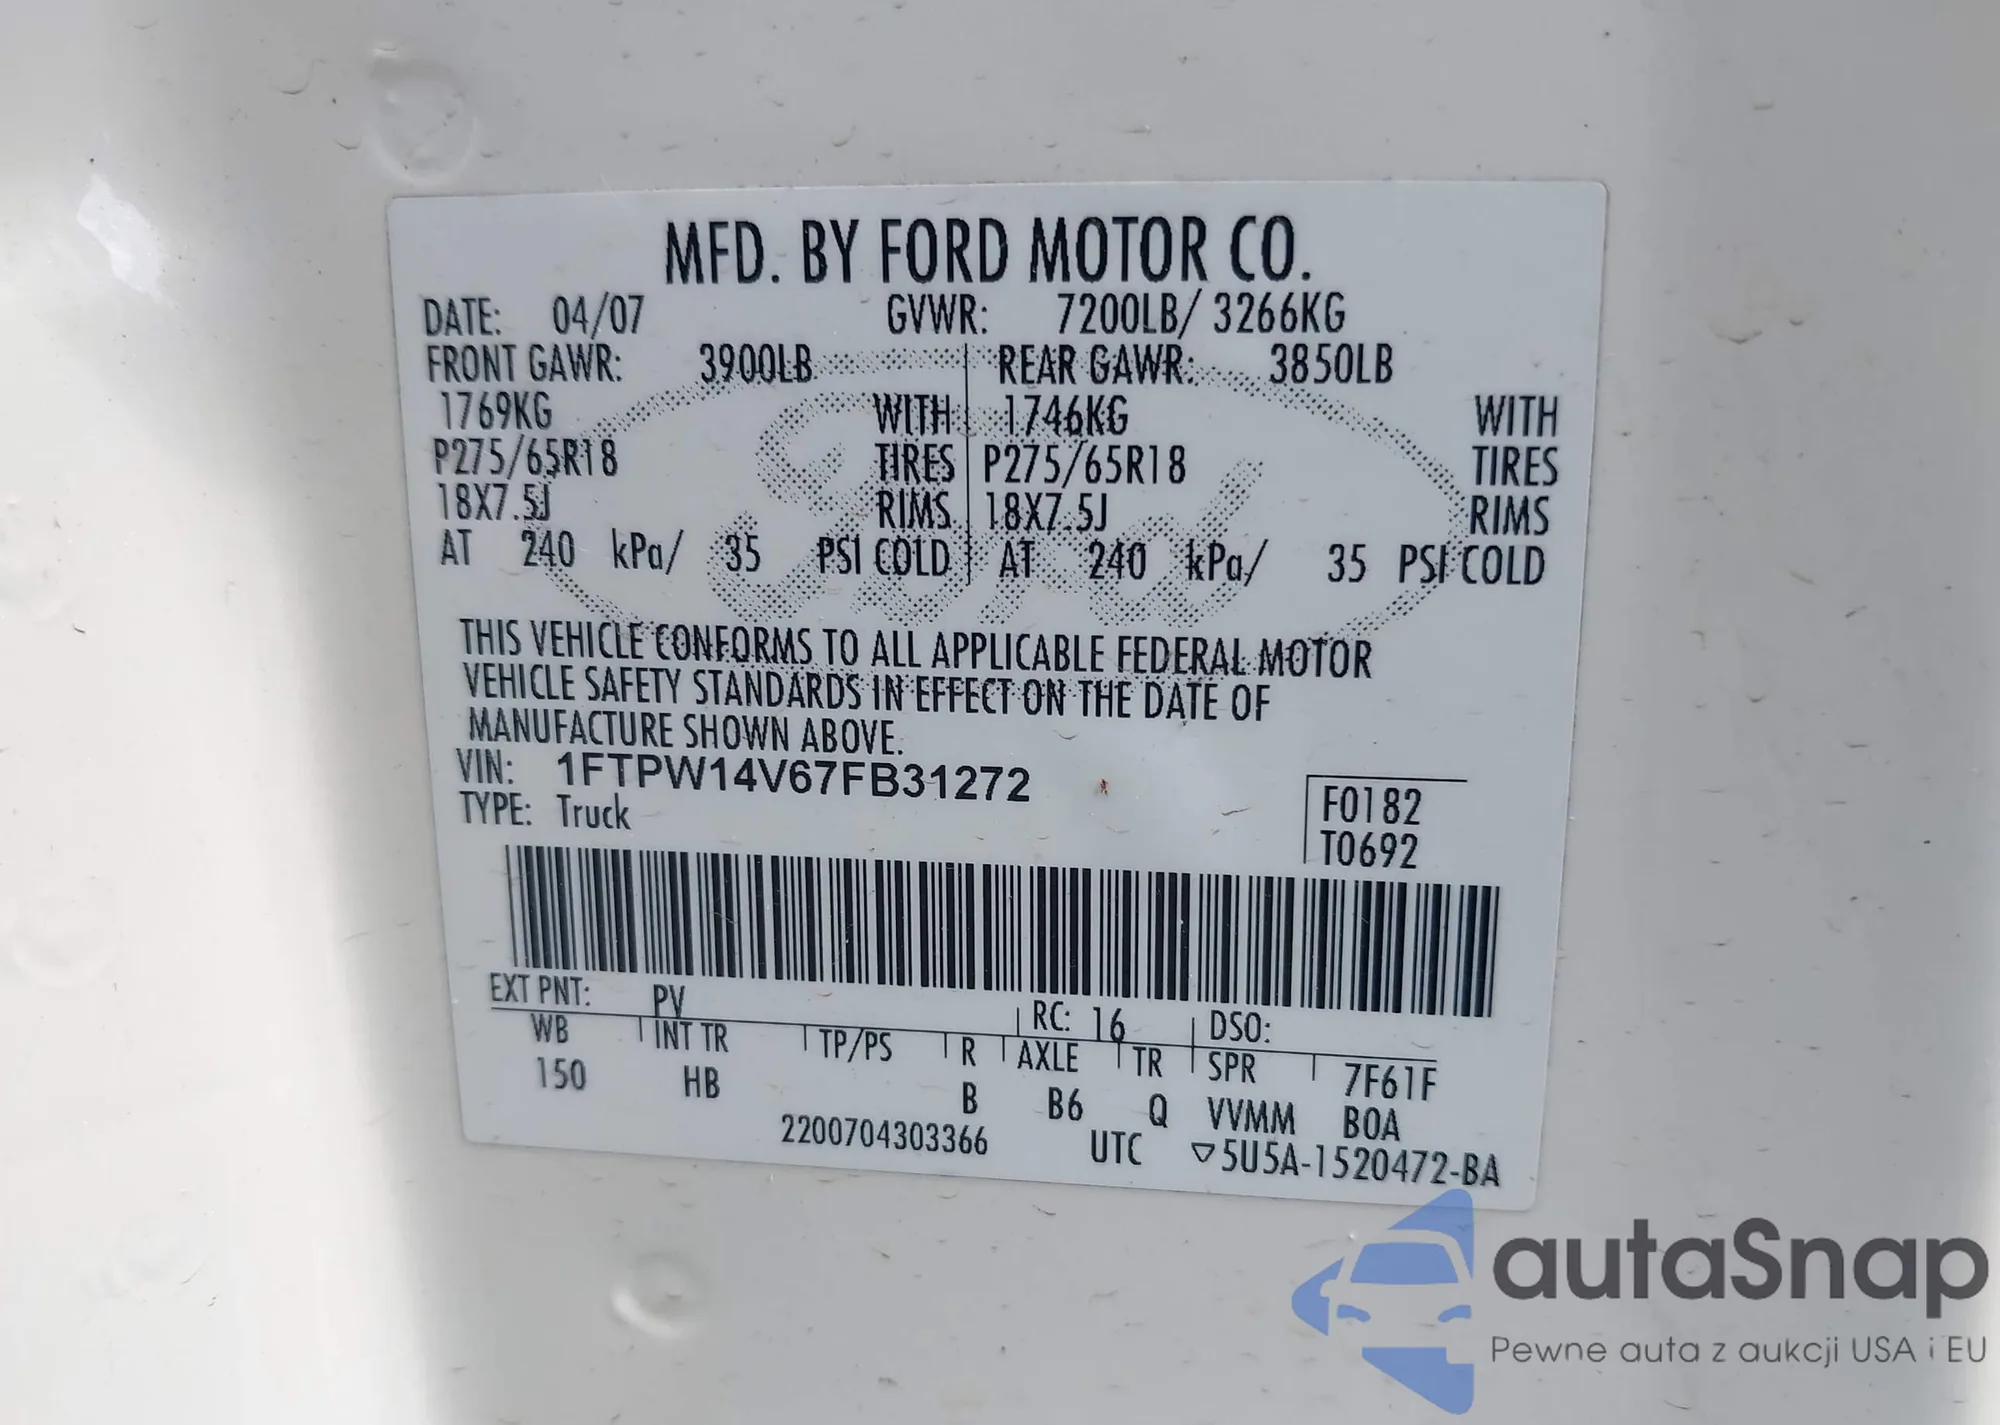 MFD. BY FORD MOTOR CO.
DATE: 04/07 GVWR: 7200LB/ 3266KG
FRONT GAWR: 3900LB REAR GAWR: 3850LB
1769KG WITH 1746KG WITH
P275/65R18 TIRES P275/65R18 TIRES
18X7.5J RIMS 18X7.5J RIMS
AT 240 kPa/ 35 PSI COLD AT 240 kPa/ 35 PSI COLD
THIS VEHICLE CONFORMS TO ALL APPLICABLE FEDERAL MOTOR
VEHICLE SAFETY STANDARDS IN EFFECT ON THE DATE OF
MANUFACTURE SHOWN ABOVE.
VIN: 1FTPW14V67FB31272
TYPE: Truck
F0182
T0692
EXT PNT: PV RC: 16 DSO:
WB INT TR TP/PS R AXLE TR SPR 7F61F
150 HB B B6 Q VVMM BOA
2200704303366 UTC ▽5U5A-1520472-BA
Ford
autaSnap
Pewne auta z aukcji USA i EU